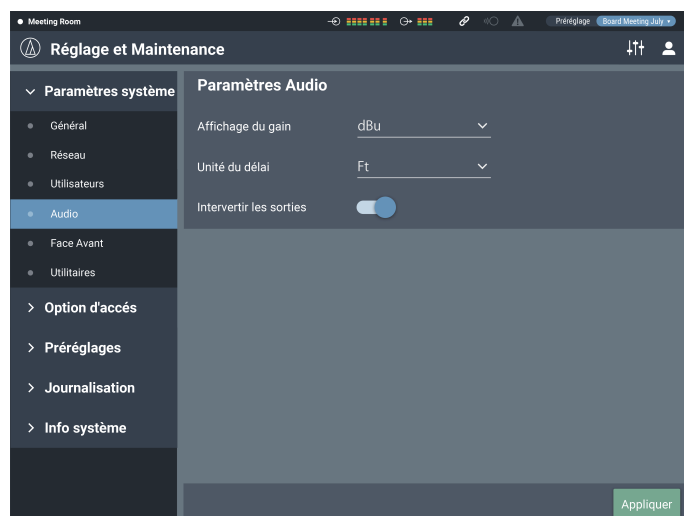 Meeting Room
Préréglage Board Meeting July
Réglage et Maintenance
Paramètres système
Général
Réseau
Utilisateurs
Audio
Face Avant
Utilitaires
Option d'accés
Préréglages
Journalisation
Info système
Paramètres Audio
Affichage du gain dBu
Unité du délai Ft
Intervertir les sorties
Appliquer